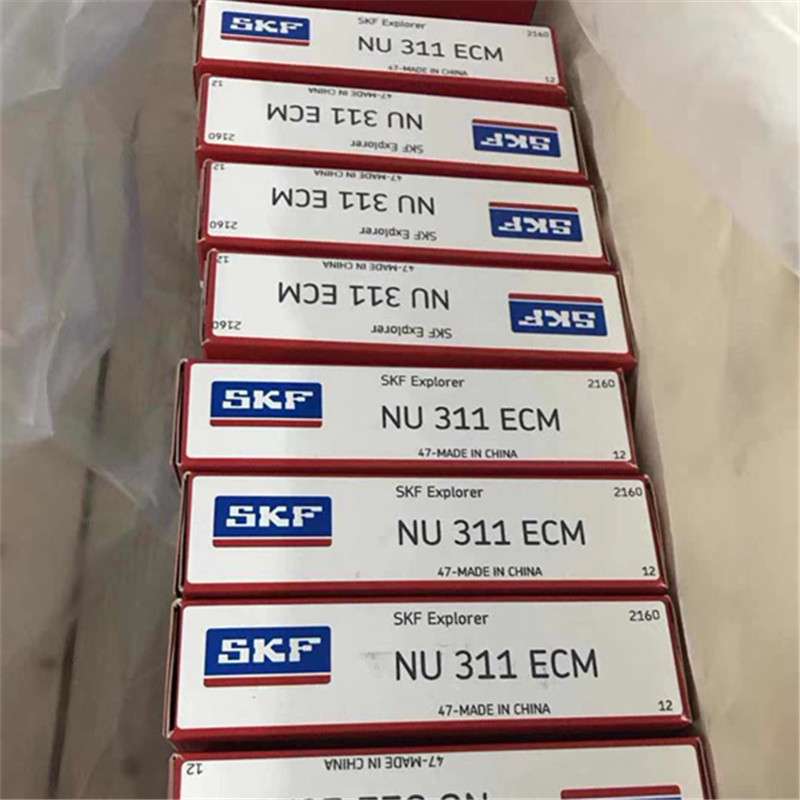 SKF
SKF Explorer
2160
NU 311 ECM
47-MADE IN CHINA
12
SKF
SKF Explorer
2160
NU 311 ECM
47-MADE IN CHINA
12
SKF
SKF Explorer
2160
NU 311 ECM
47-MADE IN CHINA
12
SKF
SKF Explorer
2160
NU 311 ECM
47-MADE IN CHINA
12
SKF
SKF Explorer
2160
NU 311 ECM
47-MADE IN CHINA
12
SKF
SKF Explorer
2160
NU 311 ECM
47-MADE IN CHINA
12
SKF
SKF Explorer
2160
NU 311 ECM
47-MADE IN CHINA
12
47-MADE IN CHINA
12